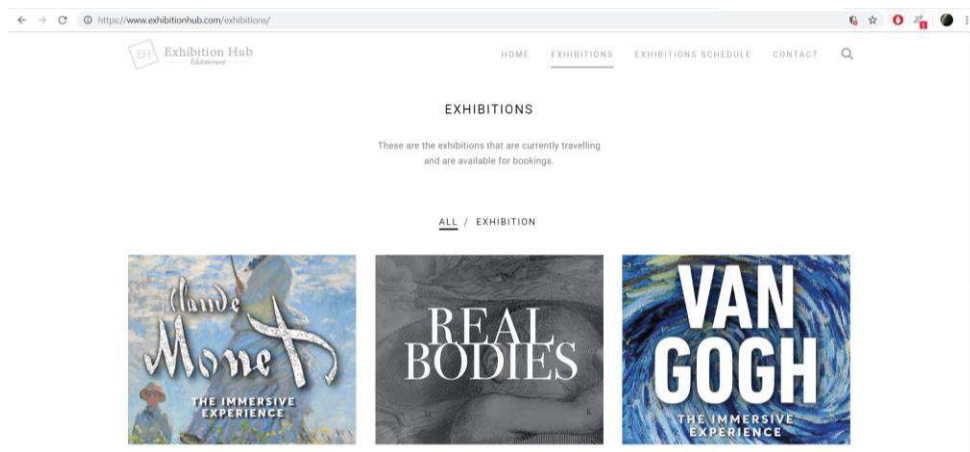 https://www.exhibitionhub.com/exhibitions/
EH Exhibition Hub
Edutainment
HOME EXHIBITIONS EXHIBITIONS SCHEDULE CONTACT
EXHIBITIONS
These are the exhibitions that are currently travelling
and are available for bookings.
ALL / EXHIBITION
Claude
Monet
THE IMMERSIVE
EXPERIENCE
REAL
BODIES
VAN
GOGH
THE IMMERSIVE
EXPERIENCE